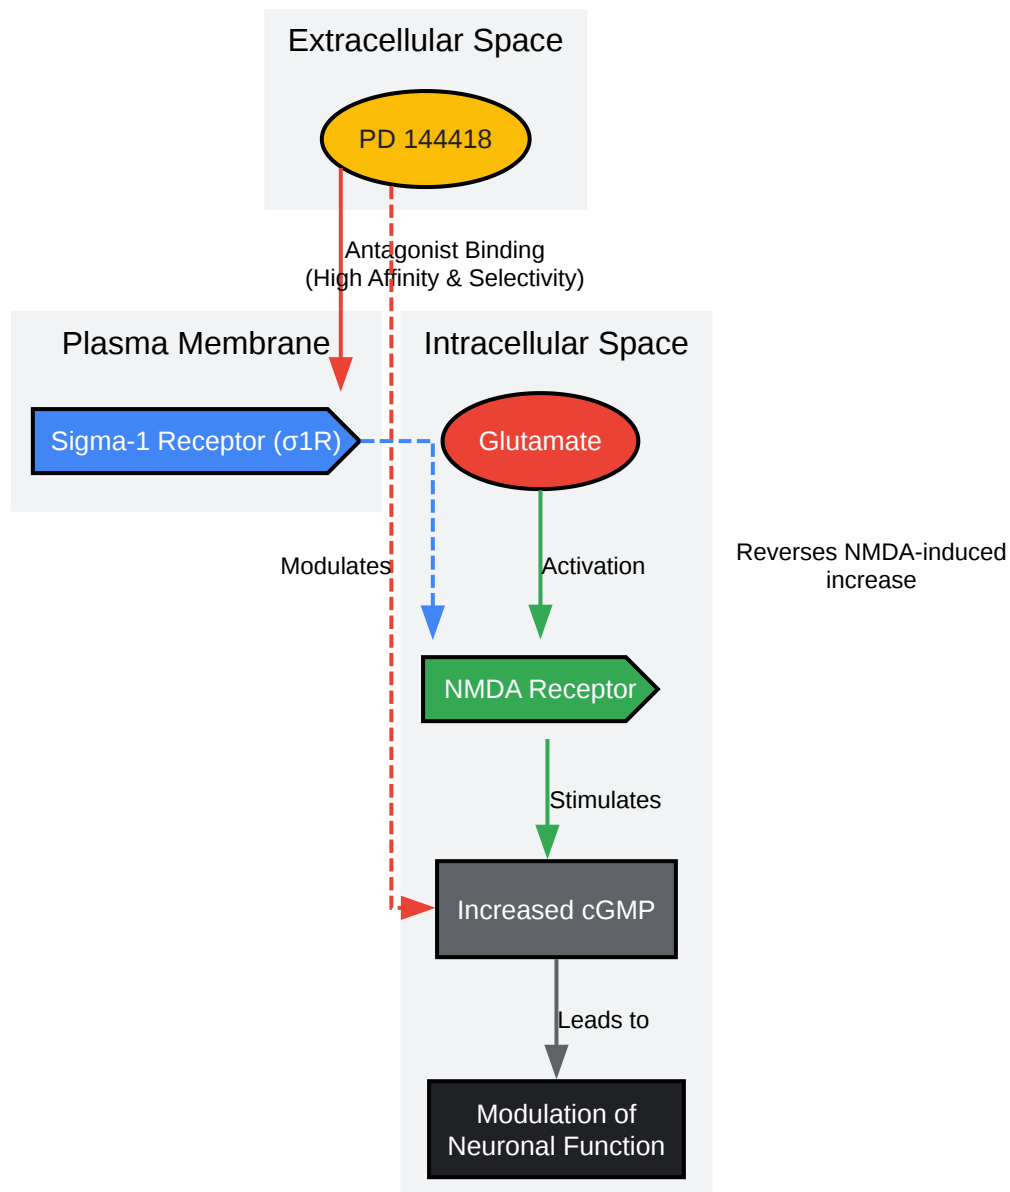 Extracellular Space
PD 144418
Antagonist Binding
(High Affinity & Selectivity)
Plasma Membrane
Intracellular Space
Sigma-1 Receptor (σ1R)
Glutamate
Modulates
Activation
Reverses NMDA-induced
increase
NMDA Receptor
Stimulates
Increased cGMP
Leads to
Modulation of
Neuronal Function